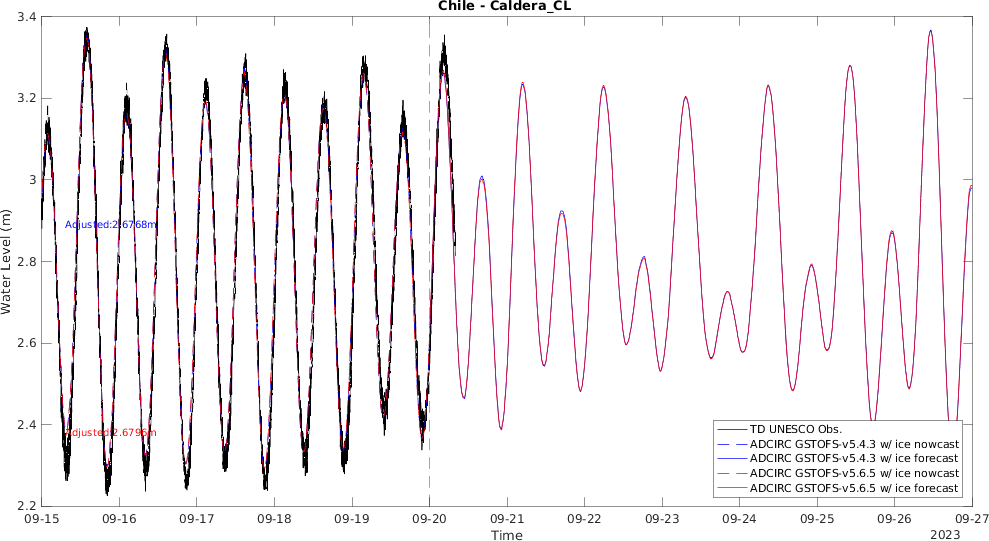 Chile - Caldera_CL
3.4
3.2
3
2.8
2.6
2.4
2.2
Water Level (m)
Adjusted:2.6768m
Adjusted:2.6796m
TD UNESCO Obs.
ADCIRC GSTOFS-v5.4.3 w/ ice nowcast
ADCIRC GSTOFS-v5.4.3 w/ ice forecast
ADCIRC GSTOFS-v5.6.5 w/ ice nowcast
ADCIRC GSTOFS-v5.6.5 w/ ice forecast
09-15 09-16 09-17 09-18 09-19 09-20 09-21 09-22 09-23 09-24 09-25 09-26 09-27
Time
2023